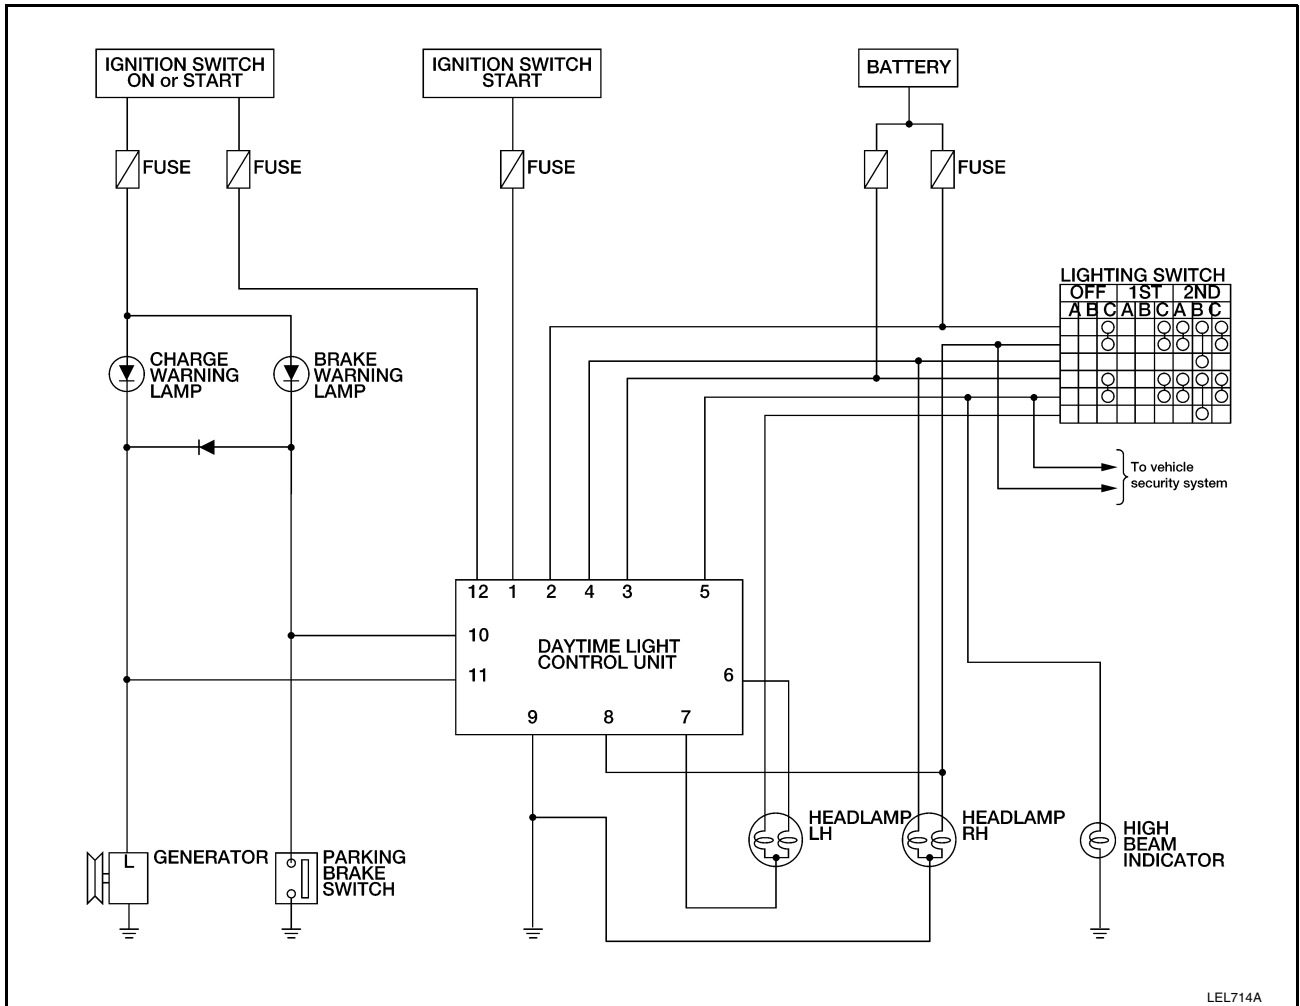 IGNITION SWITCH
ON or START
IGNITION SWITCH
START
BATTERY
FUSE
FUSE
FUSE
FUSE
LIGHTING SWITCH
OFF 1ST 2ND
A B C A B C A B C
CHARGE
WARNING
LAMP
BRAKE
WARNING
LAMP
To vehicle
security system
12 1 2 4 3 5
10
DAYTIME LIGHT
CONTROL UNIT
11
6
9 8 7
HEADLAMP
LH
HEADLAMP
RH
HIGH
BEAM
INDICATOR
L
GENERATOR
PARKING
BRAKE
SWITCH
LEL714A